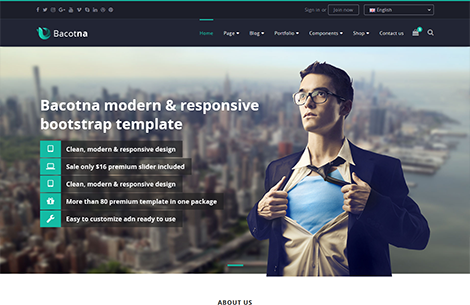 Sign in or Join now English
Bacotna
Home Page Blog Portfolio Components Shop Contact us
Bacotna modern & responsive
bootstrap template
Clean, modern & responsive design
Sale only $16 premium slider included
Clean, modern & responsive design
More than 80 premium template in one package
Easy to customize adn ready to use
ABOUT US